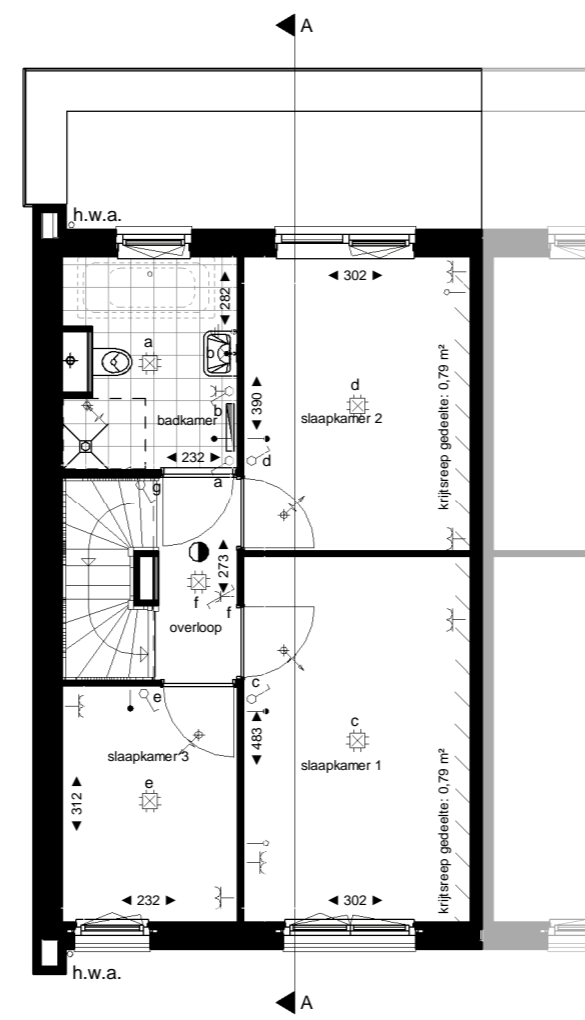 A
h.w.a.
302
282
a
d
390
b
slaapkamer 2
krijtsreep gedeelte: 0,79 m²
badkamer
232
d
a
g
273
f
f
overloop
c
e
c
483
slaapkamer 3
slaapkamer 1
krijtsreep gedeelte: 0,79 m²
e
312
232
302
h.w.a.
A